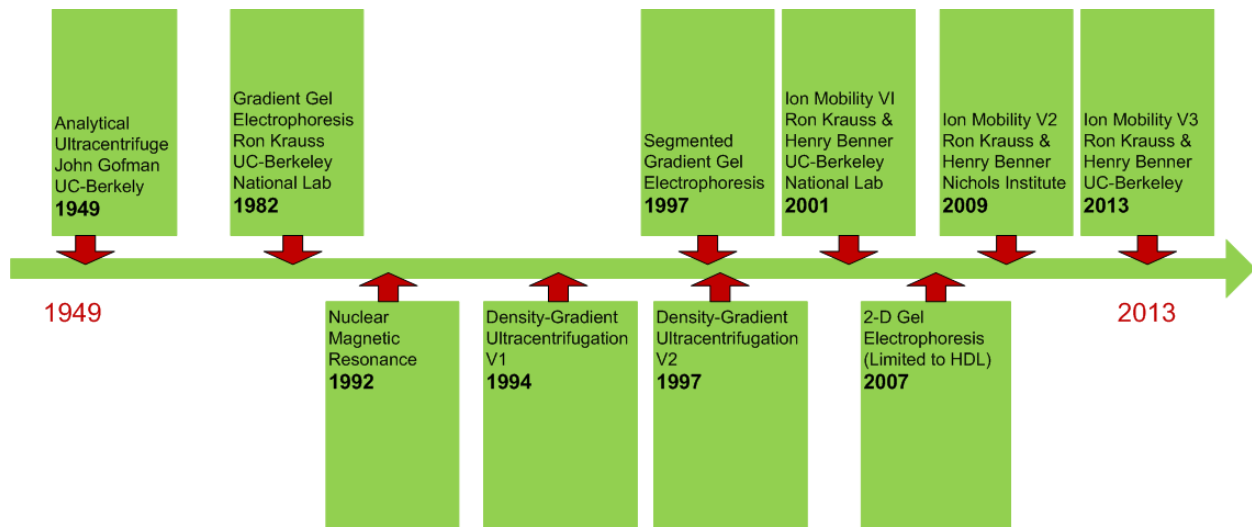 Analytical
Ultracentrifuge
John Gofman
UC-Berkely
1949
Gradient Gel
Electrophoresis
Ron Krauss
UC-Berkeley
National Lab
1982
Segmented
Gradient Gel
Electrophoresis
1997
Ion Mobility VI
Ron Krauss &
Henry Benner
UC-Berkeley
National Lab
2001
Ion Mobility V2
Ron Krauss &
Henry Benner
Nichols Institute
2009
Ion Mobility V3
Ron Krauss &
Henry Benner
UC-Berkeley
2013
1949
2013
Nuclear
Magnetic
Resonance
1992
Density-Gradient
Ultracentrifugation
V1
1994
Density-Gradient
Ultracentrifugation
V2
1997
2-D Gel
Electrophoresis
(Limited to HDL)
2007